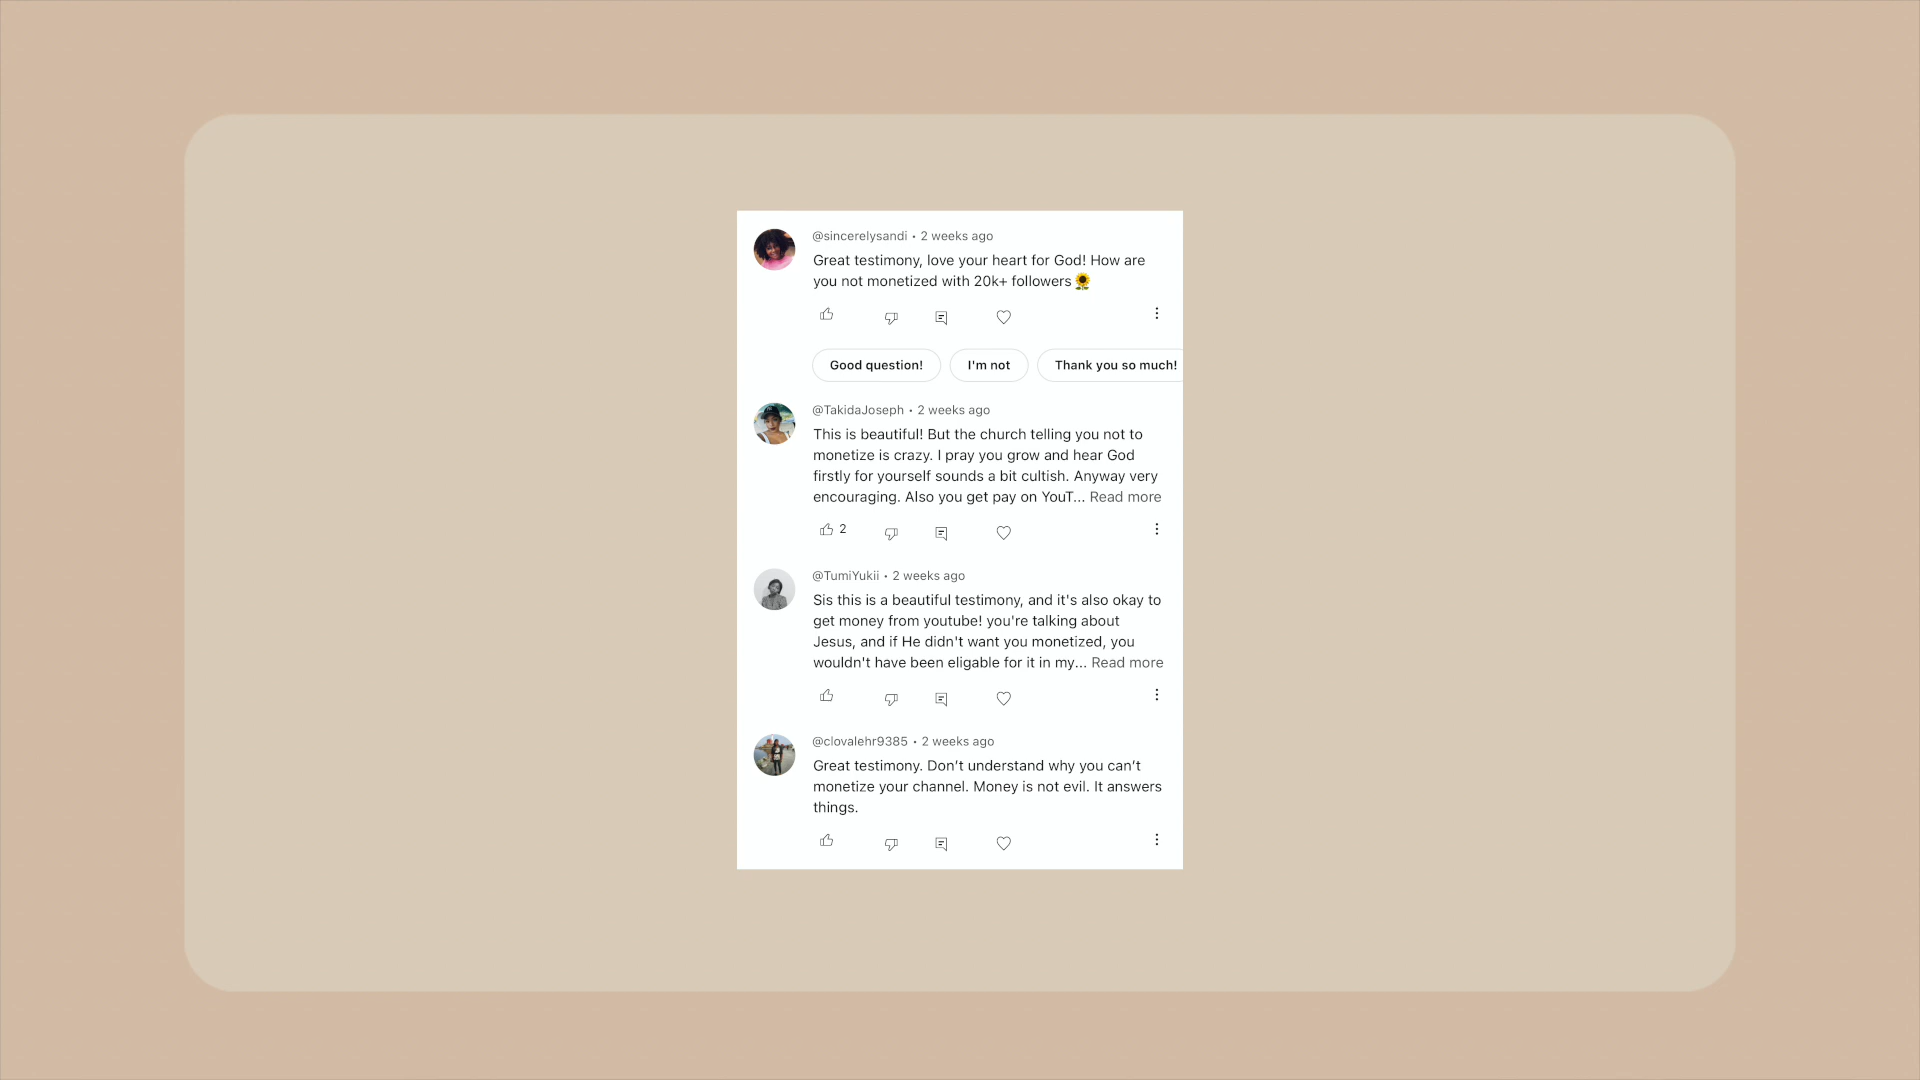 @sincerelysandi • 2 weeks ago
Great testimony, love your heart for God! How are
you not monetized with 20k+ followers🌻
Good question!
I'm not
Thank you so much!
@TakidaJoseph • 2 weeks ago
This is beautiful! But the church telling you not to
monetize is crazy. I pray you grow and hear God
firstly for yourself sounds a bit cultish. Anyway very
encouraging. Also you get pay on YouT... Read more
2
@TumiYukii • 2 weeks ago
Sis this is a beautiful testimony, and it's also okay to
get money from youtube! you're talking about
Jesus, and if He didn't want you monetized, you
wouldn't have been eligable for it in my... Read more
@clovalehr9385 • 2 weeks ago
Great testimony. Don’t understand why you can’t
monetize your channel. Money is not evil. It answers
things.